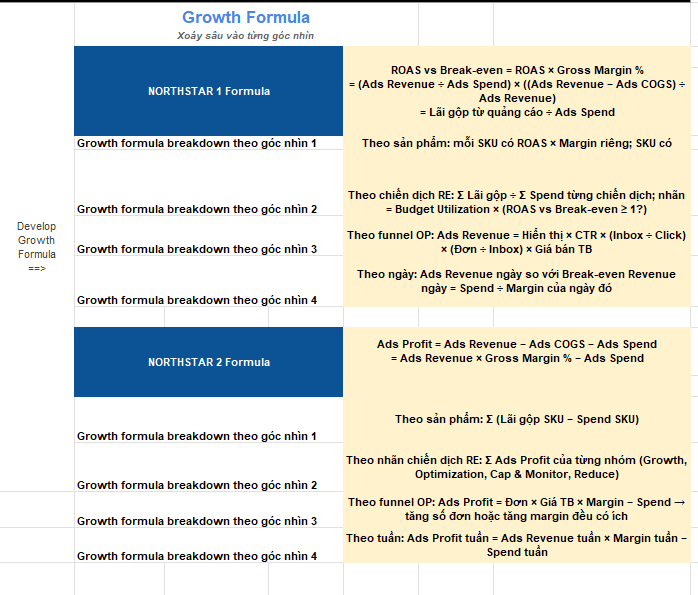 Growth Formula
Xoáy sâu vào từng góc nhìn
NORTHSTAR 1 Formula
ROAS vs Break-even = ROAS × Gross Margin %
= (Ads Revenue ÷ Ads Spend) × ((Ads Revenue − Ads COGS) ÷
Ads Revenue)
= Lãi gộp từ quảng cáo ÷ Ads Spend
Growth formula breakdown theo góc nhìn 1
Theo sản phẩm: mỗi SKU có ROAS × Margin riêng; SKU có
Growth formula breakdown theo góc nhìn 2
Theo chiến dịch RE: Σ Lãi gộp ÷ Σ Spend từng chiến dịch; nhãn
= Budget Utilization × (ROAS vs Break-even ≥ 1?)
Develop
Growth
Formula
==>
Growth formula breakdown theo góc nhìn 3
Theo funnel OP: Ads Revenue = Hiển thị × CTR × (Inbox ÷ Click)
× (Đơn ÷ Inbox) × Giá bán TB
Growth formula breakdown theo góc nhìn 4
Theo ngày: Ads Revenue ngày so với Break-even Revenue
ngày = Spend ÷ Margin của ngày đó
NORTHSTAR 2 Formula
Ads Profit = Ads Revenue − Ads COGS − Ads Spend
= Ads Revenue × Gross Margin % − Ads Spend
Growth formula breakdown theo góc nhìn 1
Theo sản phẩm: Σ (Lãi gộp SKU − Spend SKU)
Growth formula breakdown theo góc nhìn 2
Theo nhãn chiến dịch RE: Σ Ads Profit của từng nhóm (Growth,
Optimization, Cap & Monitor, Reduce)
Growth formula breakdown theo góc nhìn 3
Theo funnel OP: Ads Profit = Đơn × Giá TB × Margin − Spend →
tăng số đơn hoặc tăng margin đều có ích
Growth formula breakdown theo góc nhìn 4
Theo tuần: Ads Profit tuần = Ads Revenue tuần × Margin tuần −
Spend tuần